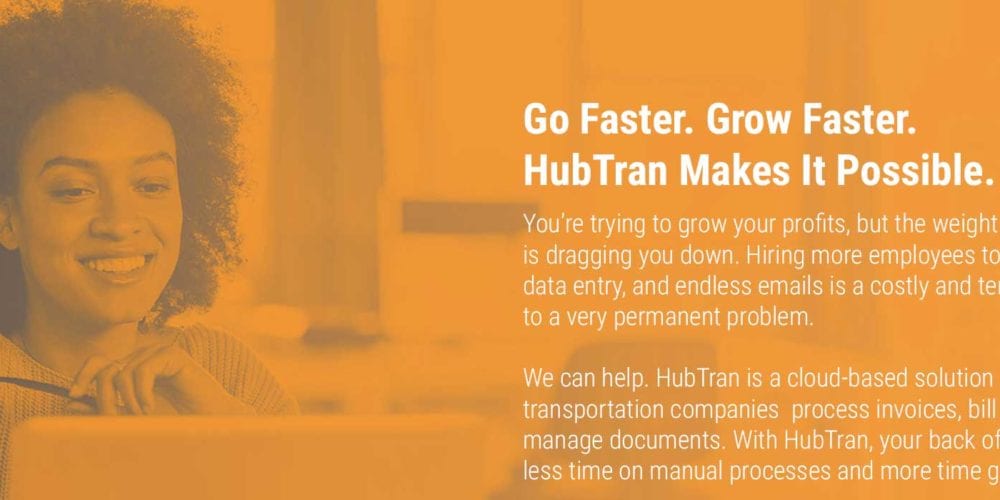 Go Faster. Grow Faster.
HubTran Makes It Possible.
You're trying to grow your profits, but the weight
is dragging you down. Hiring more employees to
data entry, and endless emails is a costly and
to a very permanent problem.
We can help. HubTran is a cloud-based solution
transportation companies process invoices, bill
manage documents. With HubTran, your back
less time on manual processes and more time